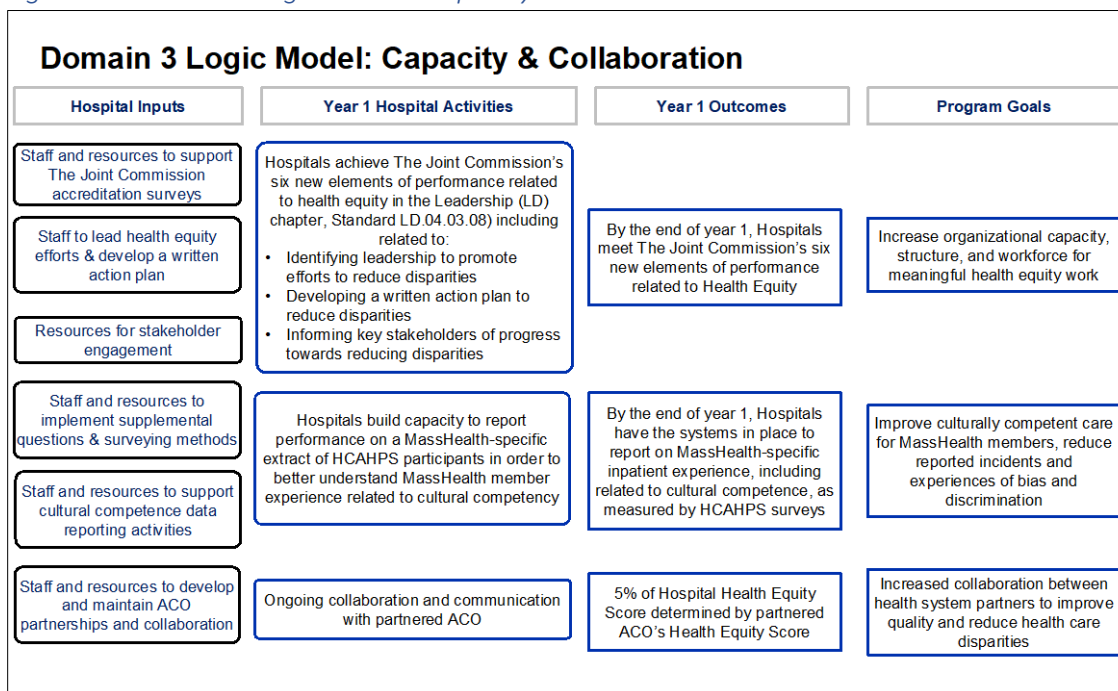 Domain 3 Logic Model: Capacity & Collaboration
Hospital Inputs
Year 1 Hospital Activities
Year 1 Outcomes
Program Goals
Staff and resources to support
The Joint Commission
accreditation surveys
Staff to lead health equity
efforts & develop a written
action plan
Resources for stakeholder
engagement
Hospitals achieve The Joint Commission's
six new elements of performance related
to health equity in the Leadership (LD)
chapter, Standard LD.04.03.08) including
related to:
• Identifying leadership to promote
efforts to reduce disparities
• Developing a written action plan to
reduce disparities
• Informing key stakeholders of progress
towards reducing disparities
By the end of year 1, Hospitals
meet The Joint Commission's six
new elements of performance
related to Health Equity
Increase organizational capacity,
structure, and workforce for
meaningful health equity work
Staff and resources to
implement supplemental
questions & surveying methods
Staff and resources to support
cultural competence data
reporting activities
Hospitals build capacity to report
performance on a MassHealth-specific
extract of HCAHPS participants in order to
better understand MassHealth member
experience related to cultural competency
By the end of year 1, Hospitals
have the systems in place to
report on MassHealth-specific
inpatient experience, including
related to cultural competence, as
measured by HCAHPS surveys
Improve culturally competent care
for MassHealth members, reduce
reported incidents and
experiences of bias and
discrimination
Staff and resources to develop
and maintain ACO
partnerships and collaboration
Ongoing collaboration and communication
with partnered ACO
5% of Hospital Health Equity
Score determined by partnered
ACO's Health Equity Score
Increased collaboration between
health system partners to improve
quality and reduce health care
disparities